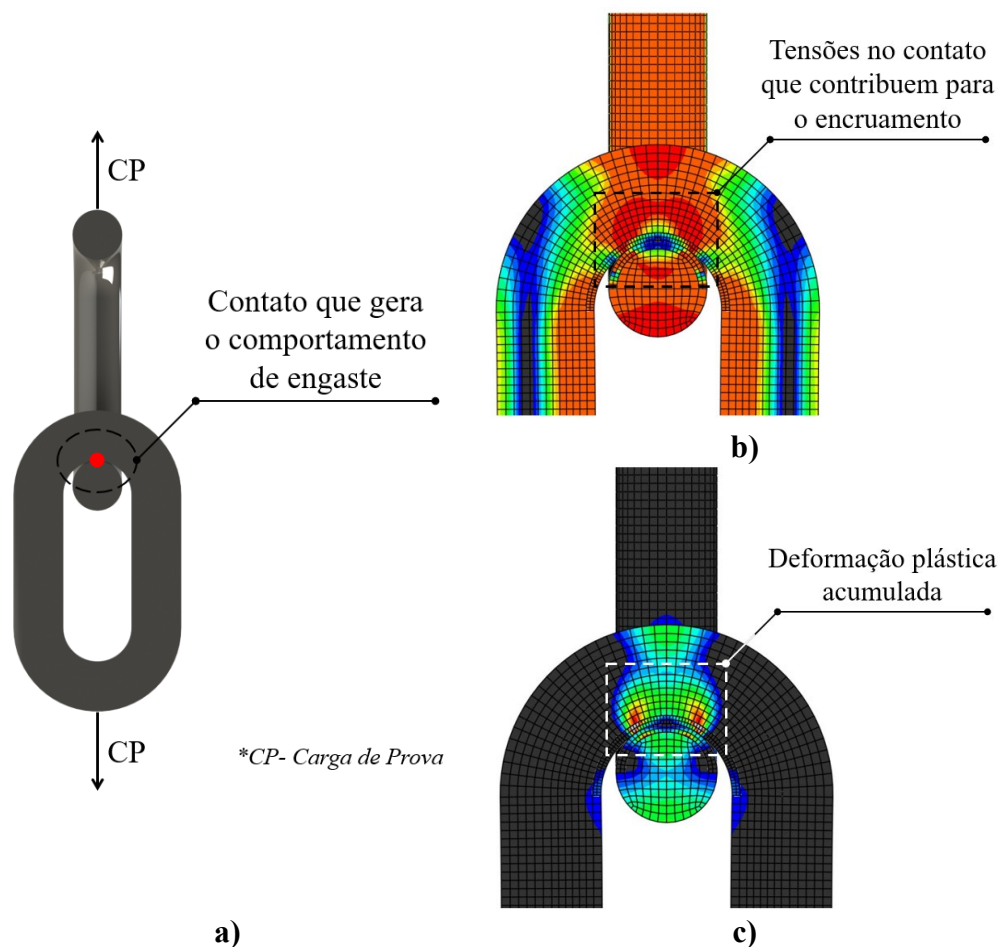 CP
Contato que gera
o comportamento
de engaste
CP
*CP- Carga de Prova
a)
Tensões no contato
que contribuem para
o encruamento
b)
Deformação plástica
acumulada
c)